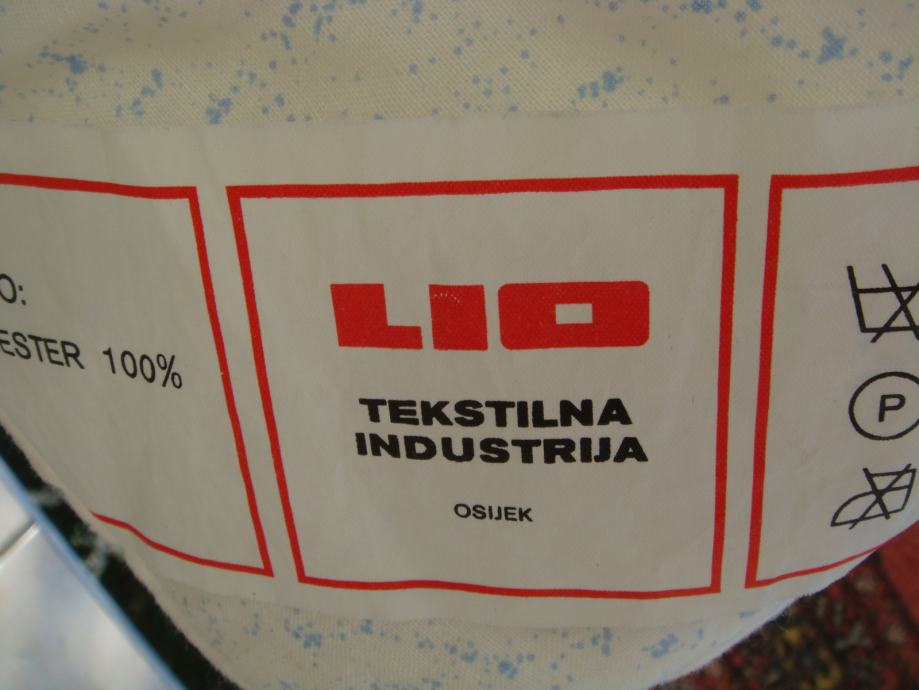 O:
ESTER 100%
LIO
TEKSTILNA
INDUSTRIJA
OSIJEK
P